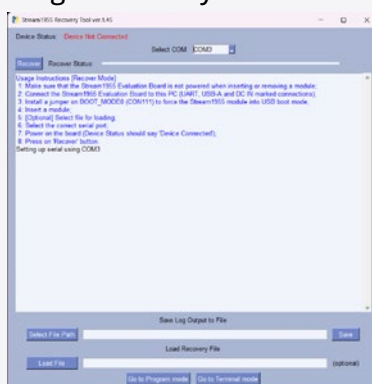 Stream1955 Recovery Tool ver 1.45
Device Status: Device Not Connected
Select COM COM3
Recover Recover Status:
Usage Instructions [Recover Mode]
1: Make sure that the Stream1955 Evaluation Board is not powered when inserting or removing a module;
2: Connect the Stream1955 Evaluation Board to this PC (UART, USB-A and DC IN marked connections);
3: Install a jumper on BOOT_MODE0 (CON111) to force the Stream1955 module into USB boot mode;
4: Insert a module;
5: [Optional] Select file for loading;
6: Select the correct serial port;
7: Power on the board (Device Status should say 'Device Connected');
8: Press on 'Recover' button.
Setting up serial using COM3
Save Log Output to File
Select File Path Save
Load Recovery File
Load File (optional)
Go to Program mode Go to Terminal mode